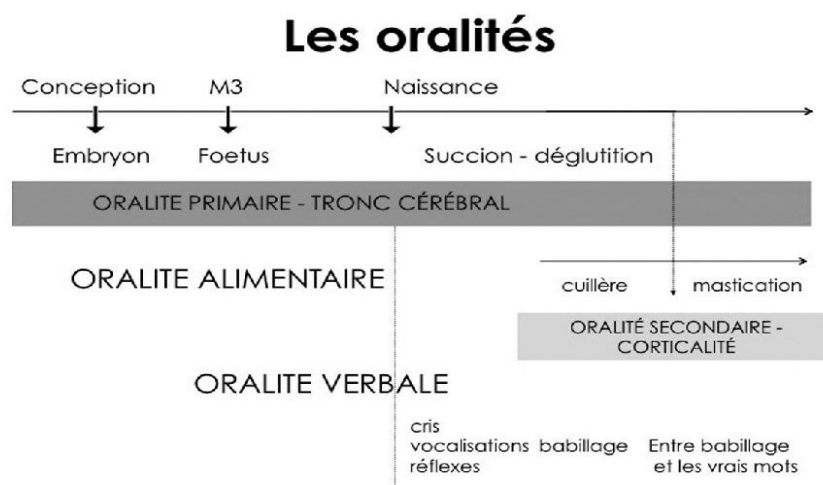 Les oralités
Conception M3 Naissance
Embryon Foetus Succion - déglutition
ORALITE PRIMAIRE - TRONC CÉRÉBRAL
ORALITE ALIMENTAIRE
cuillère mastication
ORALITÉ SECONDAIRE -
CORTICALITÉ
ORALITE VERBALE
cris
vocalisations babillage
réflexes
Entre babillage
et les vrais mots